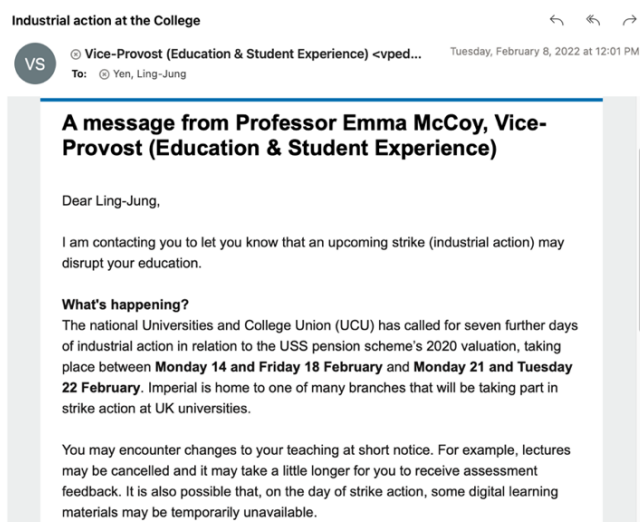 Industrial action at the College
VS
Vice-Provost (Education & Student Experience) <vped...
Tuesday, February 8, 2022 at 12:01 PM
To: Yen, Ling-Jung
A message from Professor Emma McCoy, Vice-
Provost (Education & Student Experience)
Dear Ling-Jung,
I am contacting you to let you know that an upcoming strike (industrial action) may
disrupt your education.
What's happening?
The national Universities and College Union (UCU) has called for seven further days
of industrial action in relation to the USS pension scheme's 2020 valuation, taking
place between Monday 14 and Friday 18 February and Monday 21 and Tuesday
22 February. Imperial is home to one of many branches that will be taking part in
strike action at UK universities.
You may encounter changes to your teaching at short notice. For example, lectures
may be cancelled and it may take a little longer for you to receive assessment
feedback. It is also possible that, on the day of strike action, some digital learning
materials may be temporarily unavailable.